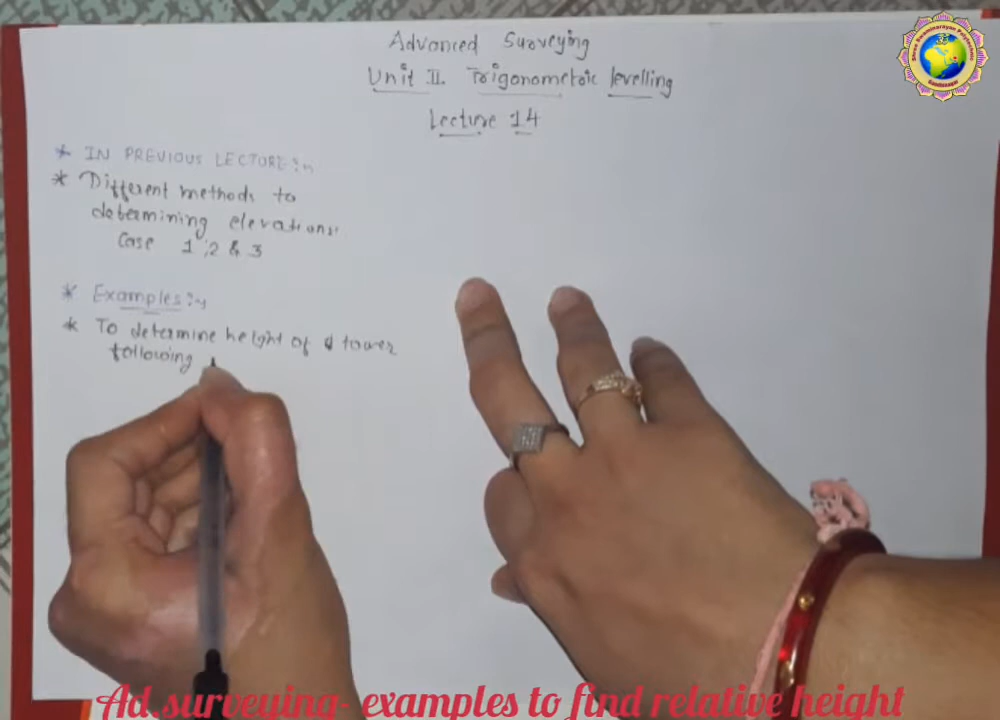 Advanced Surveying
Unit II. Trigonometric levelling
Lecture 14
* IN PREVIOUS LECTURE:-
* Different methods to
determining elevations.
Case 1,2 & 3
* Examples:-
* To determine height of a tower
following
Ad.surveying- examples to find relative height